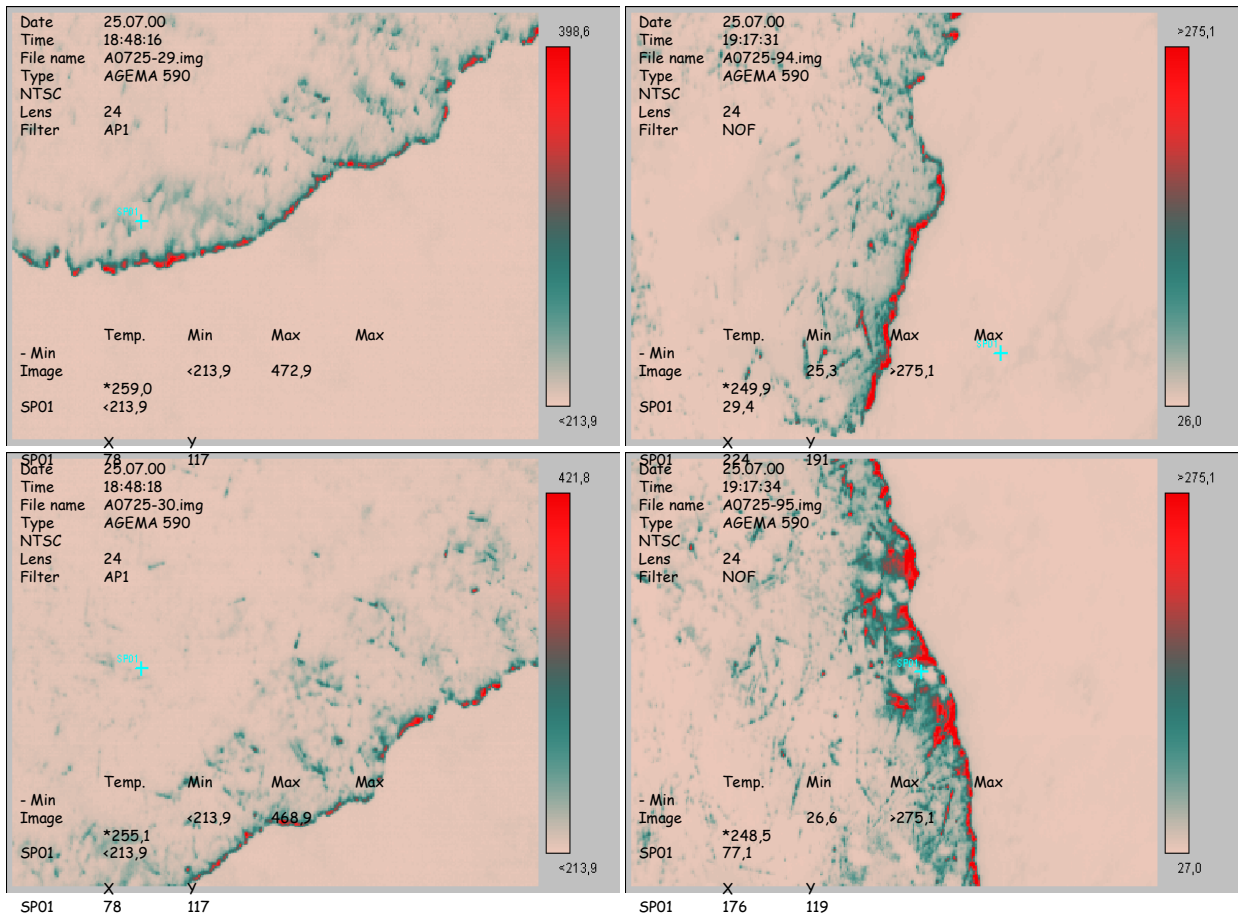 Date 25.07.00
Time 18:48:16
File name A0725-29.img
Type AGEMA 590
NTSC
Lens 24
Filter AP1
398,6
SP01
Temp. Min Max Max
- Min
Image <213,9 472,9
*259,0
SP01 <213,9
<213,9
X Y
SP01 78 117
Date 25.07.00
Time 19:17:31
File name A0725-94.img
Type AGEMA 590
NTSC
Lens 24
Filter NOF
>275,1
Temp. Min Max Max
SP01
- Min
Image 25,3 >275,1
*249,9
SP01 29,4
26,0
X Y
SP01 224 191
Date 25.07.00
Time 18:48:18
File name A0725-30.img
Type AGEMA 590
NTSC
Lens 24
Filter AP1
421,8
SP01
Temp. Min Max Max
- Min
Image <213,9 468,9
*255,1
SP01 <213,9
<213,9
X Y
SP01 78 117
Date 25.07.00
Time 19:17:34
File name A0725-95.img
Type AGEMA 590
NTSC
Lens 24
Filter NOF
>275,1
SP01
Temp. Min Max Max
- Min
Image 26,6 >275,1
*248,5
SP01 77,1
27,0
X Y
SP01 176 119